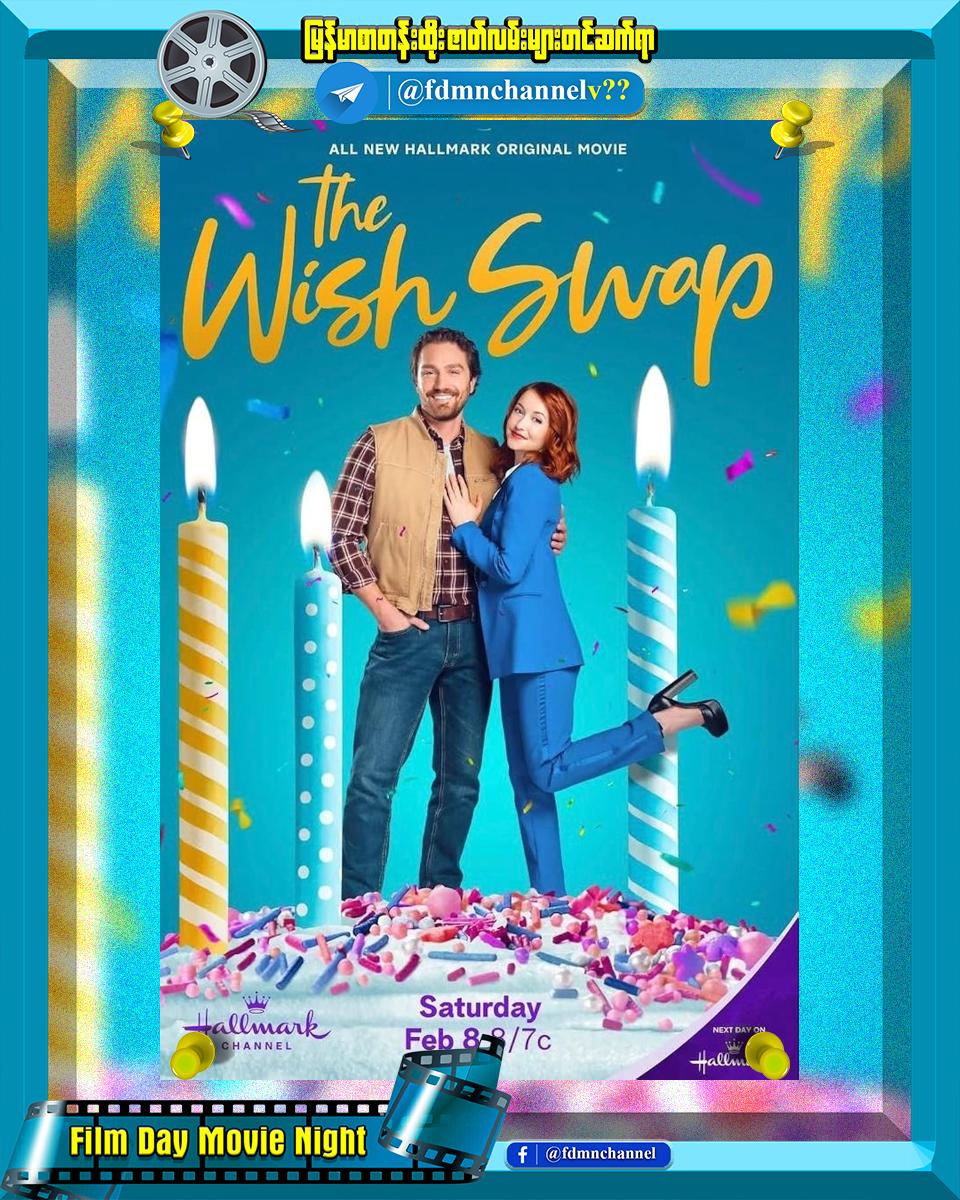 မြန်မာစာတန်းထိုးဇာတ်လမ်းများတင်ဆက်ရာ
@fdmnchannelv??
ALL NEW HALLMARK ORIGINAL MOVIE
The
Wish Swap
Saturday
Feb 8 8/7c
Hallmark
CHANNEL
NEXT DAY ON
Film Day Movie Night
@fdmnchannel